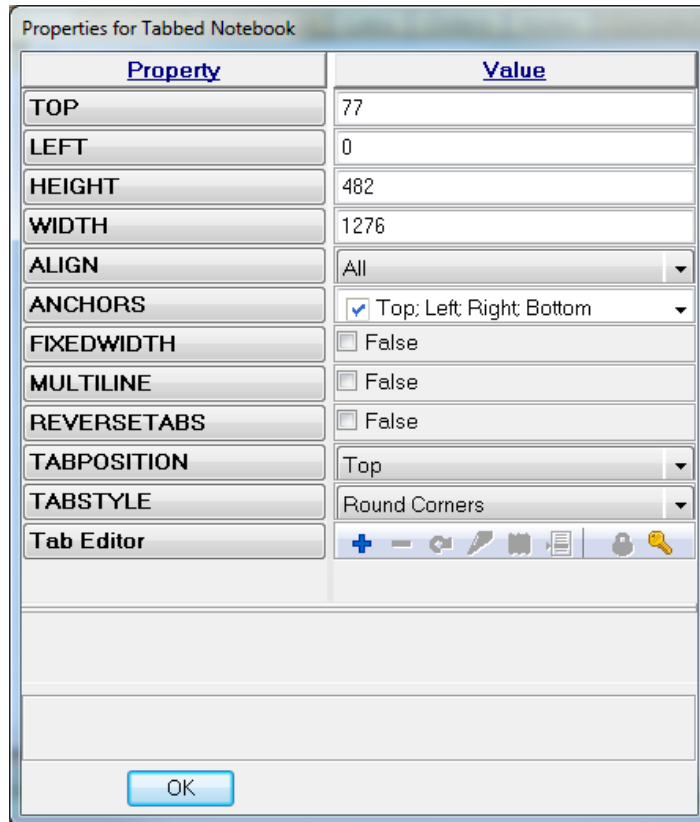 Properties for Tabbed Notebook
Property Value
TOP 77
LEFT 0
HEIGHT 482
WIDTH 1276
ALIGN All
ANCHORS Top; Left; Right; Bottom
FIXEDWIDTH False
MULTILINE False
REVERSETABS False
TABPOSITION Top
TABSTYLE Round Corners
Tab Editor
OK